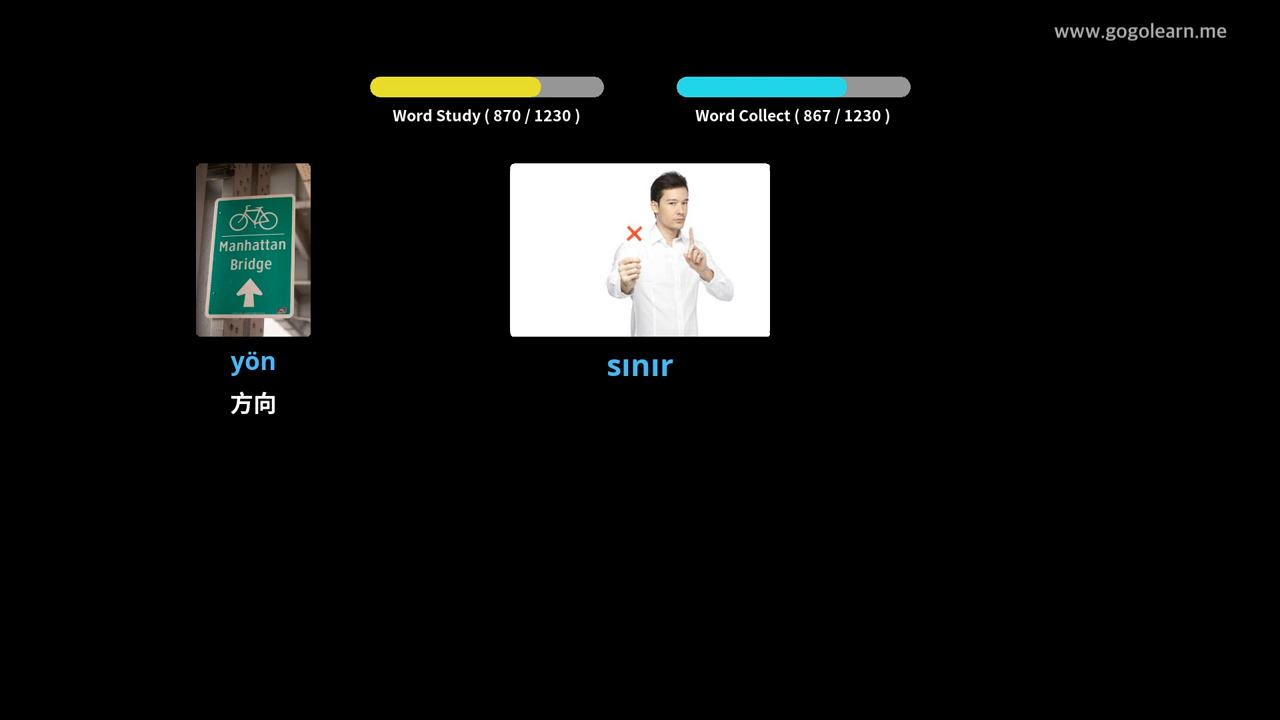 www.gogolearn.me
Word Study ( 870 / 1230 )
Word Collect ( 867 / 1230 )
Manhattan
Bridge
yön
方向
sınır